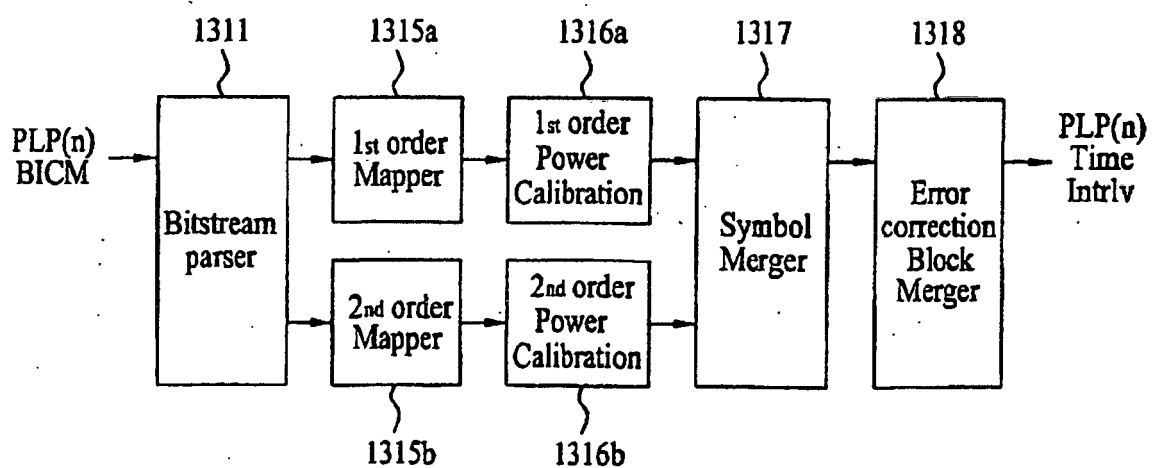 1311
1315a
1316a
1317
1318
PLP(n)
BICM
Bitstream
parser
1st order
Mapper
1st order
Power
Calibration
2nd order
Mapper
2nd order
Power
Calibration
Symbol
Merger
Error
correction
Block
Merger
PLP(n)
Time
Intrlv
1315b
1316b